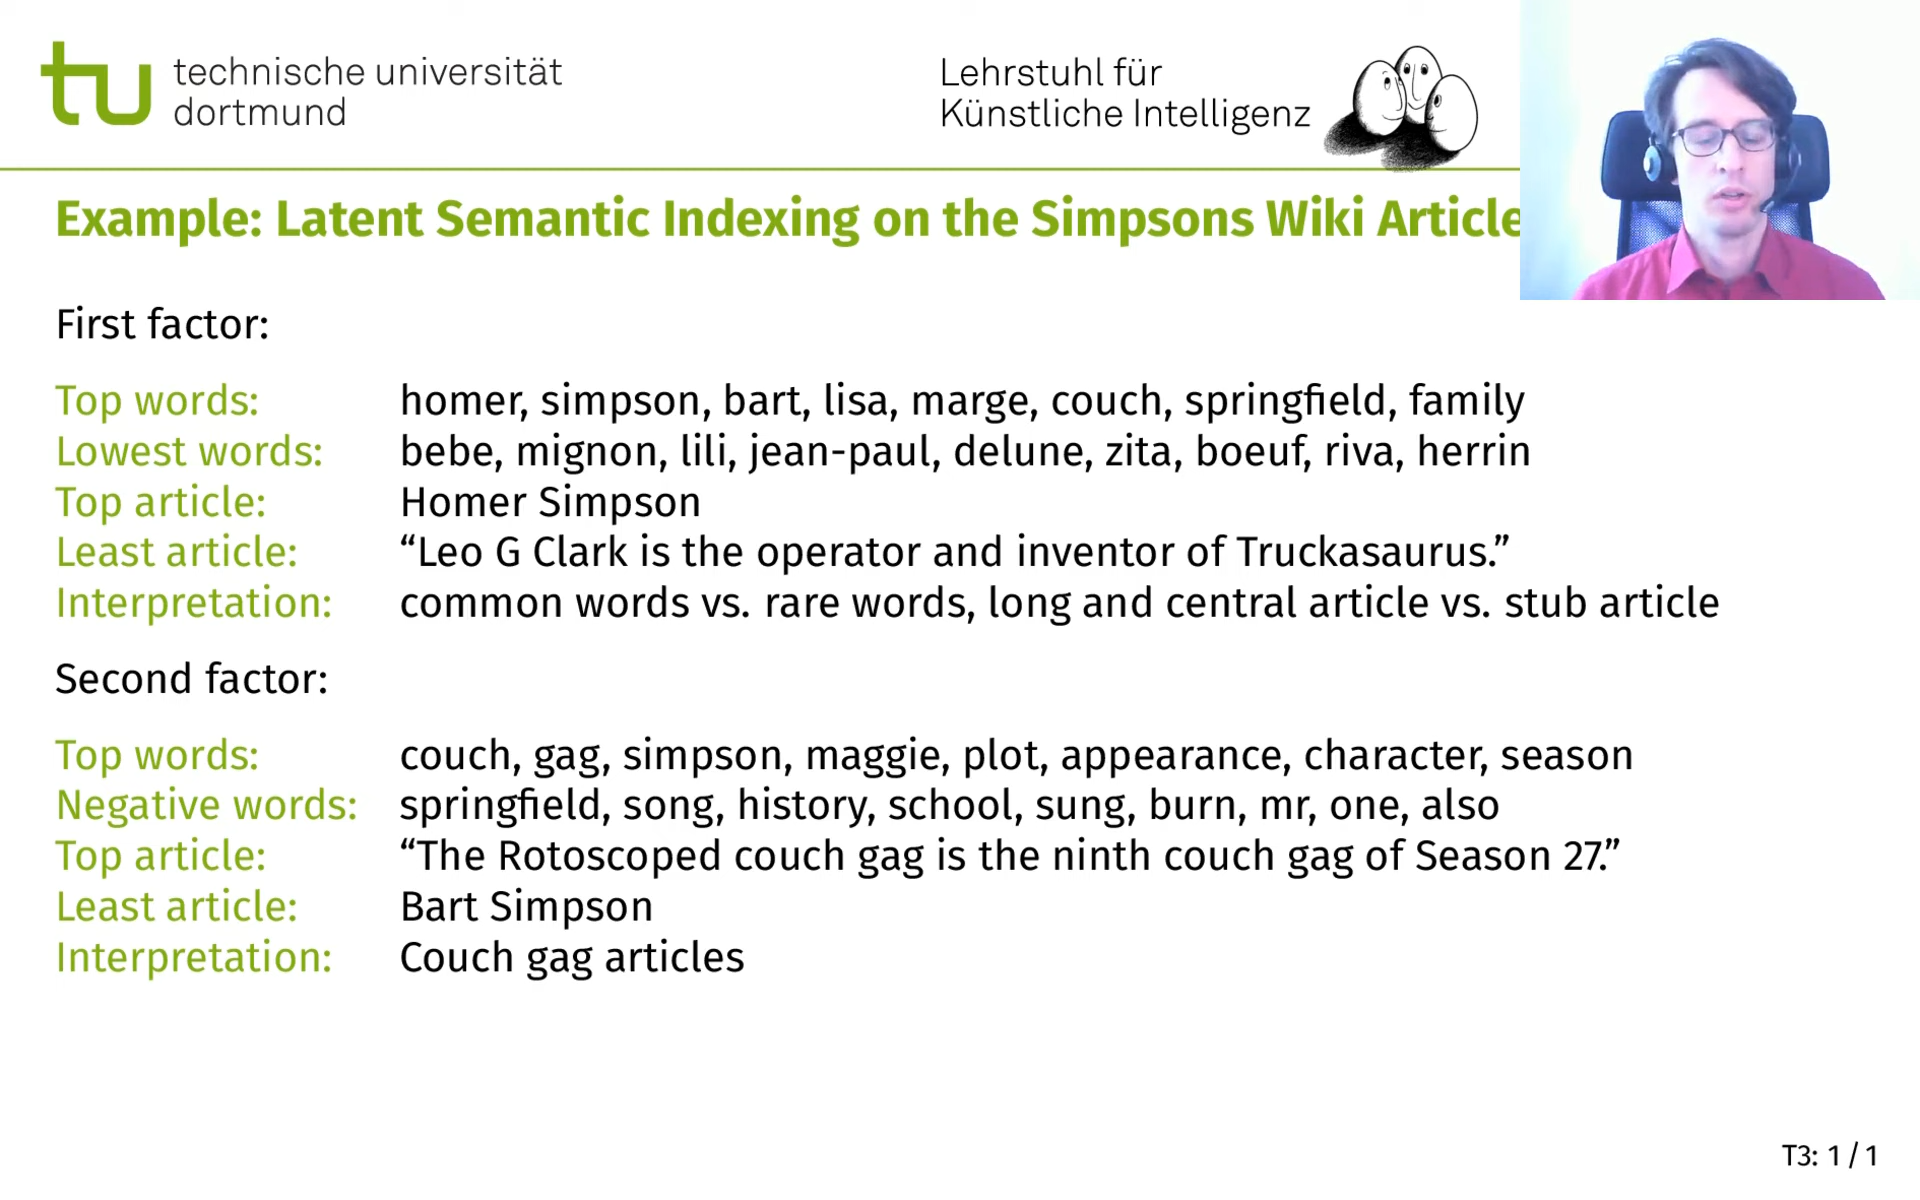 technische universität
dortmund
Lehrstuhl für
Künstliche Intelligenz
Example: Latent Semantic Indexing on the Simpsons Wiki Article
First factor:
Top words: homer, simpson, bart, lisa, marge, couch, springfield, family
Lowest words: bebe, mignon, lili, jean-paul, delune, zita, boeuf, riva, herrin
Top article: Homer Simpson
Least article: “Leo G Clark is the operator and inventor of Truckasaurus.”
Interpretation: common words vs. rare words, long and central article vs. stub article
Second factor:
Top words: couch, gag, simpson, maggie, plot, appearance, character, season
Negative words: springfield, song, history, school, sung, burn, mr, one, also
Top article: “The Rotoscoped couch gag is the ninth couch gag of Season 27.”
Least article: Bart Simpson
Interpretation: Couch gag articles
T3: 1 / 1